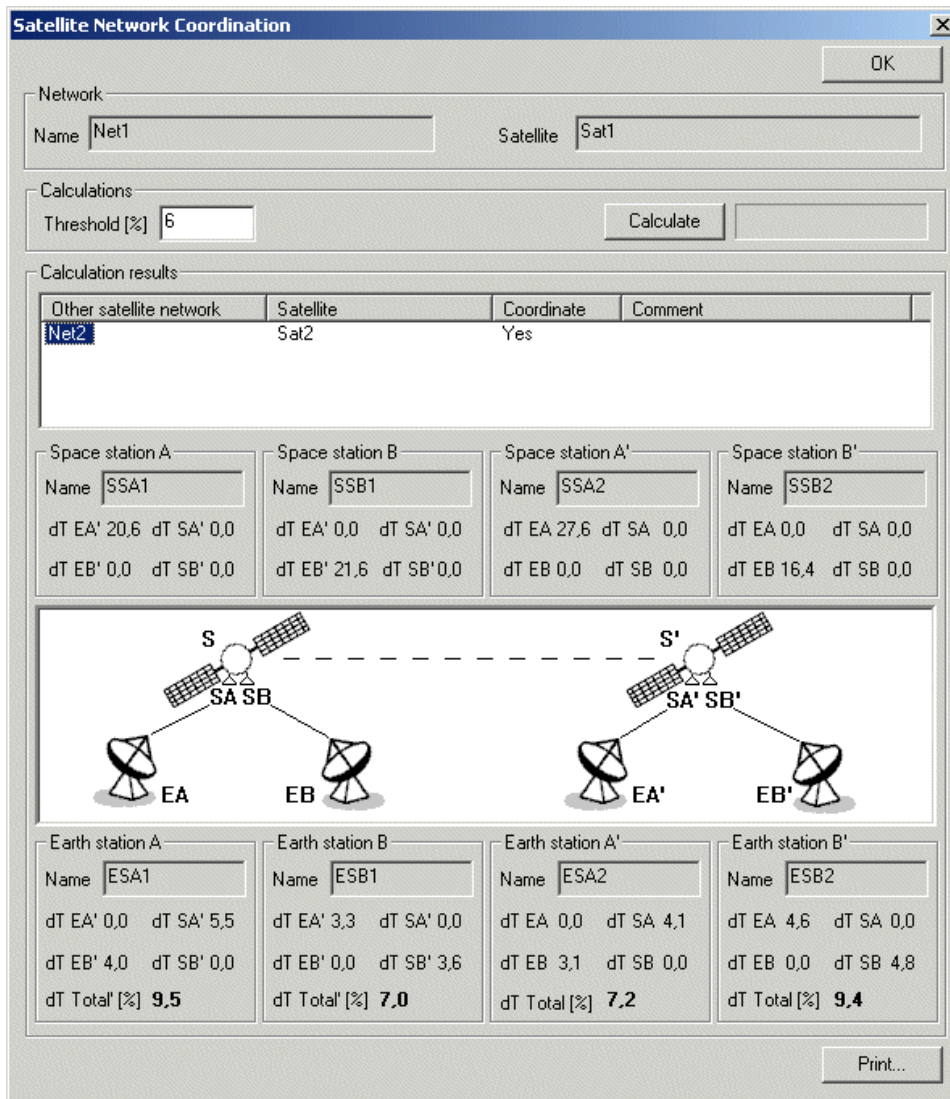 Satellite Network Coordination
OK
Network
Name Net1 Satellite Sat1
Calculations
Threshold [%] 6 Calculate
Calculation results
Other satellite network Satellite Coordinate Comment
Net2 Sat2 Yes
Space station A
Name SSA1
dT EA' 20,6 dT SA' 0,0
dT EB' 0,0 dT SB' 0,0
Space station B
Name SSB1
dT EA' 0,0 dT SA' 0,0
dT EB' 21,6 dT SB' 0,0
Space station A'
Name SSA2
dT EA 27,6 dT SA 0,0
dT EB 0,0 dT SB 0,0
Space station B'
Name SSB2
dT EA 0,0 dT SA 0,0
dT EB 16,4 dT SB 0,0
S S'
SA SB SA' SB'
EA EB EA' EB'
Earth station A
Name ESA1
dT EA' 0,0 dT SA' 5,5
dT EB' 4,0 dT SB' 0,0
dT Total' [%] 9,5
Earth station B
Name ESB1
dT EA' 3,3 dT SA' 0,0
dT EB' 0,0 dT SB' 3,6
dT Total' [%] 7,0
Earth station A'
Name ESA2
dT EA 0,0 dT SA 4,1
dT EB 3,1 dT SB 0,0
dT Total [%] 7,2
Earth station B'
Name ESB2
dT EA 4,6 dT SA 0,0
dT EB 0,0 dT SB 4,8
dT Total [%] 9,4
Print...